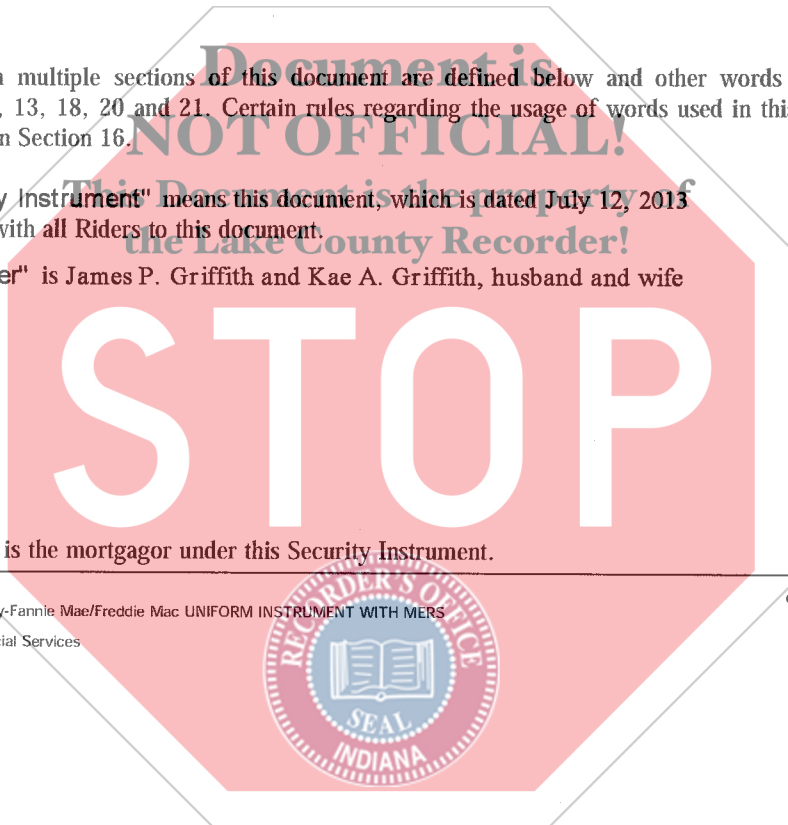 multiple sections of this document are defined below and other words
, 13, 18, 20 and 21. Certain rules regarding the usage of words used in this
n Section 16.
Document is
NOT OFFICIAL!
This Document is the property of
the Lake County Recorder!
y Instrument" means this document, which is dated July 12, 2013
with all Riders to this document.
er" is James P. Griffith and Kae A. Griffith, husband and wife
STOP
is the mortgagor under this Security Instrument.
y-Fannie Mae/Freddie Mac UNIFORM INSTRUMENT WITH MERS
cial Services
RECORDER'S OFFICE
SEAL
INDIANA